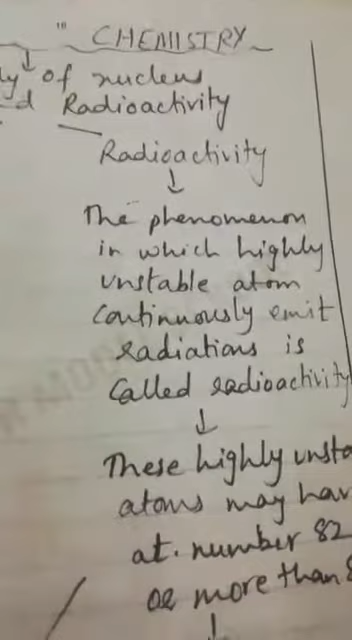 CHEMISTRY
of nucleus
Radioactivity
Radioactivity
The phenomenon
in which highly
unstable atom
continuously emit
radiations is
called radioactivity
These highly unsta
atoms may hav
at. number 82
or more than